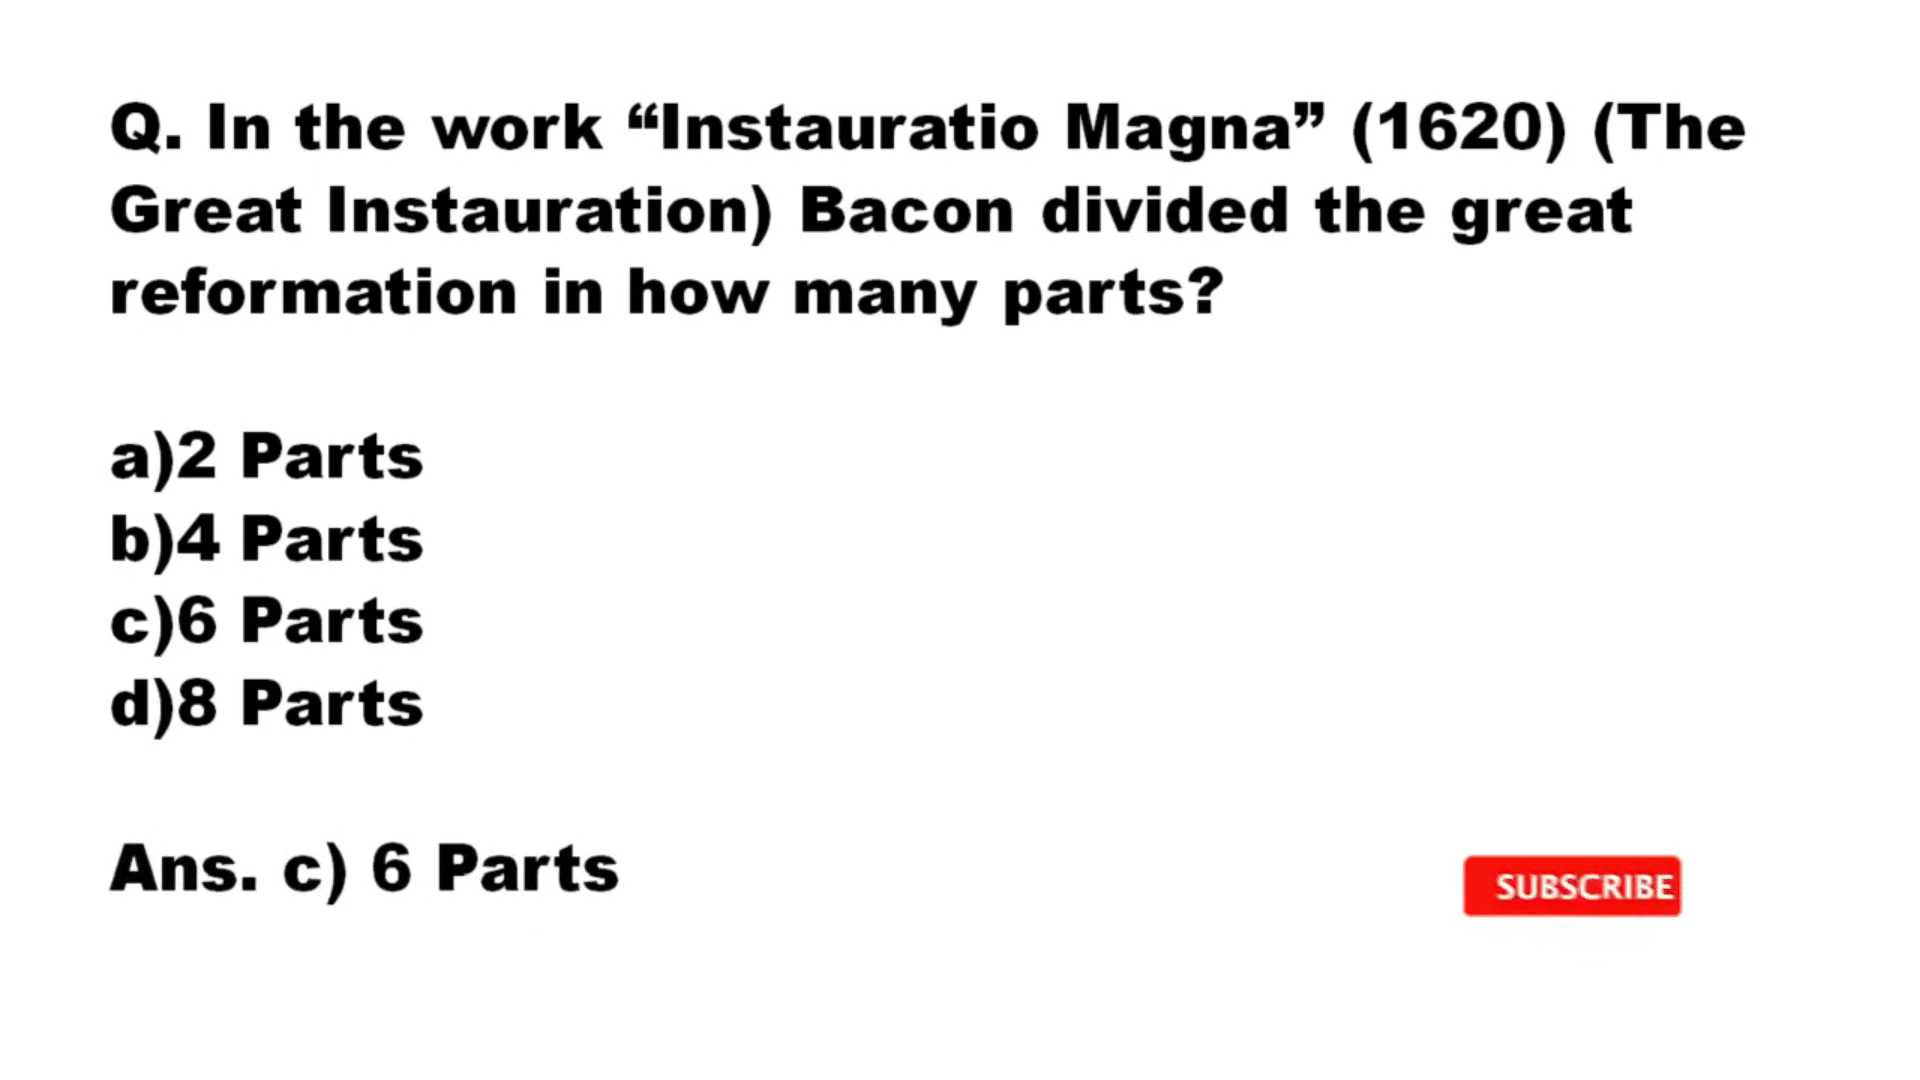 Q. In the work “Instauratio Magna” (1620) (The
Great Instauration) Bacon divided the great
reformation in how many parts?
a)2 Parts
b)4 Parts
c)6 Parts
d)8 Parts
Ans. c) 6 Parts
SUBSCRIBE